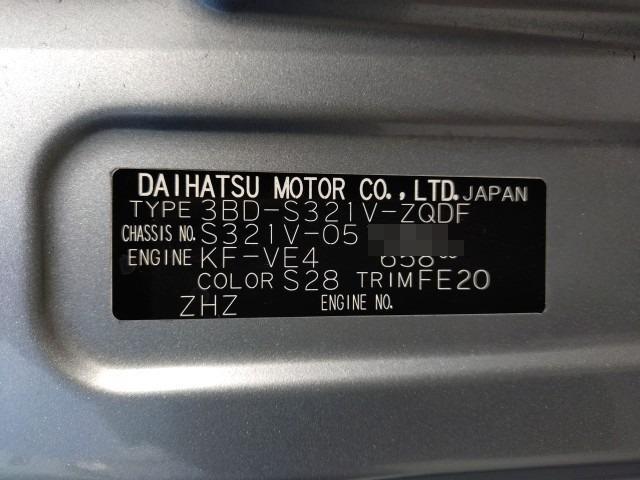 DAIHATSU MOTOR CO.,LTD. JAPAN
TYPE 3BD-S321V-ZQDF
CHASSIS NO. S321V-05
ENGINE KF-VE4 658cc
COLOR S28 TRIM FE20
ZHZ ENGINE NO.